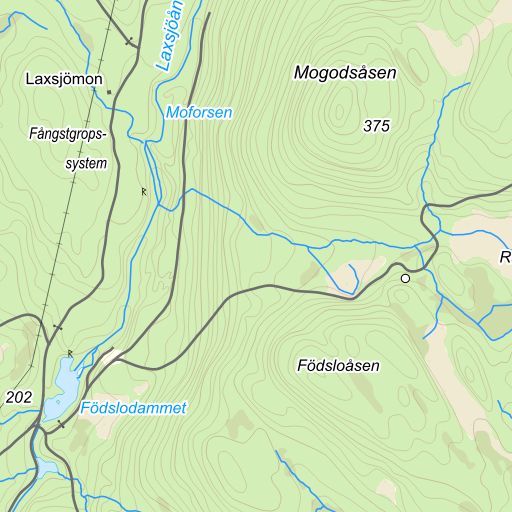 Laxsjöån
Mogodsåsen
Laxsjömon
Moforsen
375
Fångstgrops-
system
R
R
R
Födsloåsen
202
Födslodammet